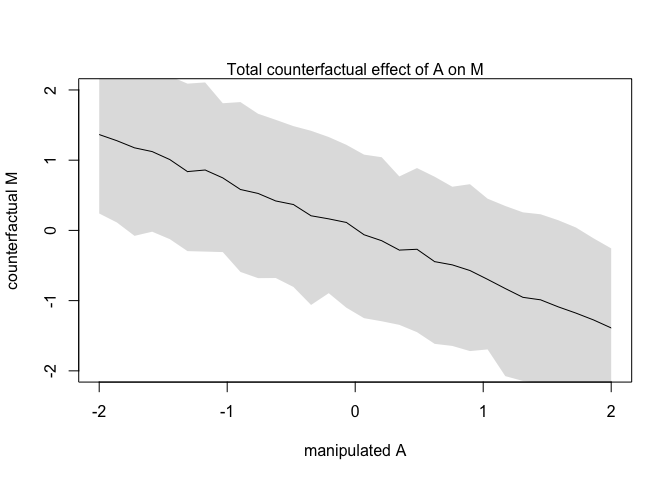 Total counterfactual effect of A on M
counterfactual M
2
1
0
-1
-2
-2 -1 0 1 2
manipulated A